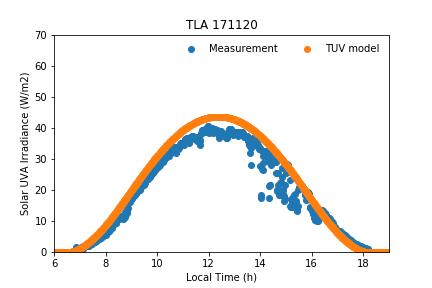 TLA 171120
Measurement TUV model
70
60
50
40
30
20
10
0
Solar UVA Irradiance (W/m2)
6 8 10 12 14 16 18
Local Time (h)